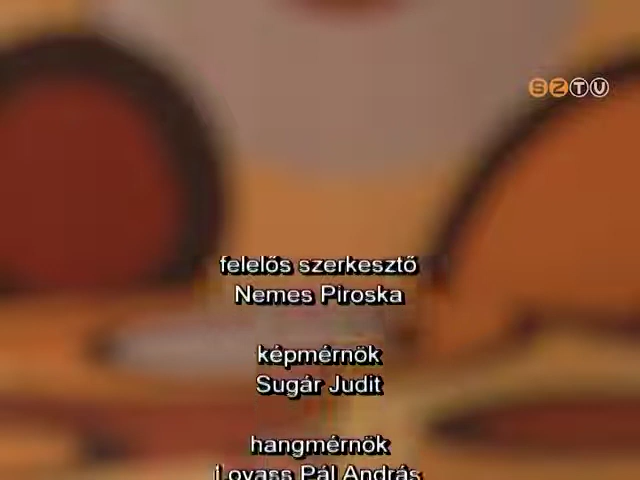 SZTV
felelős szerkesztő
Nemes Piroska
képmérnök
Sugár Judit
hangmérnök
Lovass Pál András